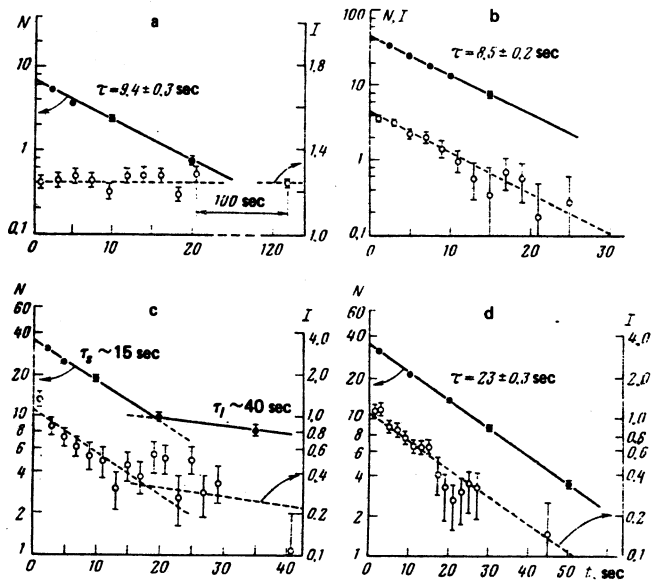 N a I N, I b
100 1.8
10 τ = 9.4 ± 0.3 sec 1.6 τ = 8.5 ± 0.2 sec
10
1 1.4
1
1.2
100 sec
0.1 1.0 0.1
0 10 20 120 0 10 20 30
N c I N d I
60 60
40 4.0 40 4.0
τs ~ 15 sec
20 2.0 20 τ = 23 ± 0.3 sec 2.0
τl ~ 40 sec
10 1.0 10 1.0
8 0.8 8 0.8
6 0.6 6 0.6
4 0.4 4 0.4
2 0.2 2 0.2
1 0.1 1 0.1
0 10 20 30 40 0 10 20 30 40 50 t, sec